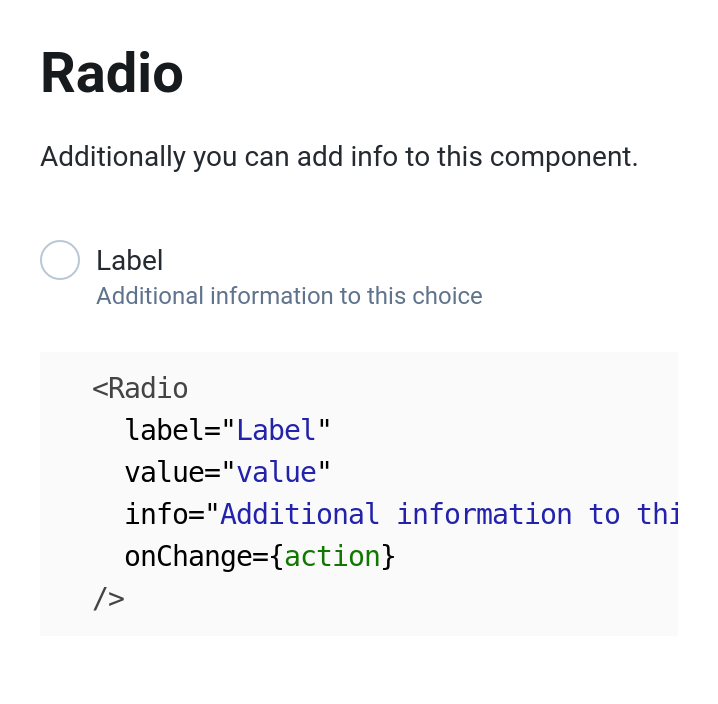 Radio
Additionally you can add info to this component.
Label
Additional information to this choice
<Radio
label="Label"
value="value"
info="Additional information to thi
onChange={action}
/>